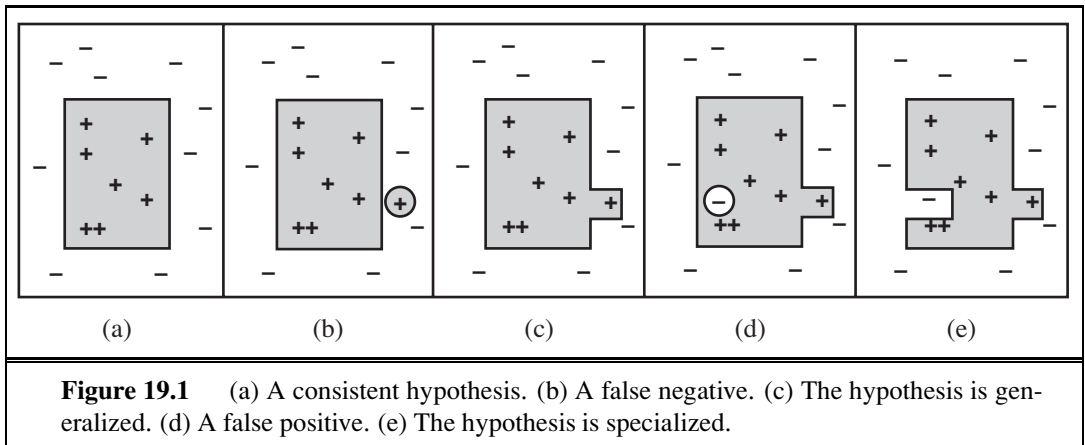 (a) (b) (c) (d) (e)
Figure 19.1 (a) A consistent hypothesis. (b) A false negative. (c) The hypothesis is gen-
eralized. (d) A false positive. (e) The hypothesis is specialized.